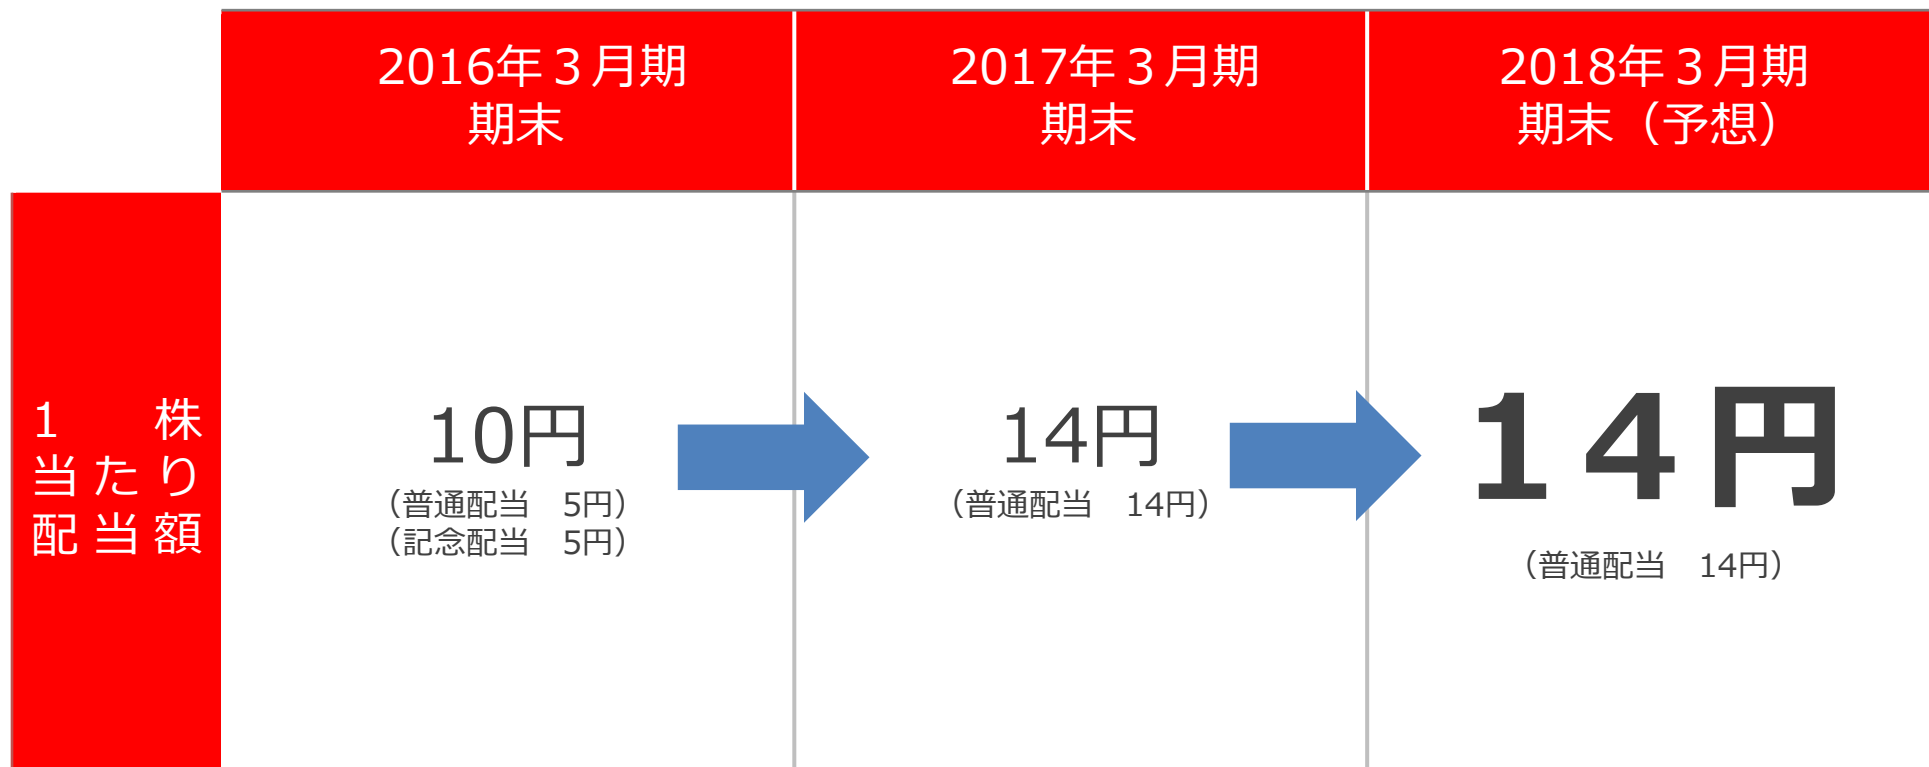 2016年３月期
期末
2017年３月期
期末
2018年３月期
期末（予想）
1 株
当たり
配当額
10円
（普通配当　5円）
（記念配当　5円）
14円
（普通配当　14円）
１４円
（普通配当　14円）